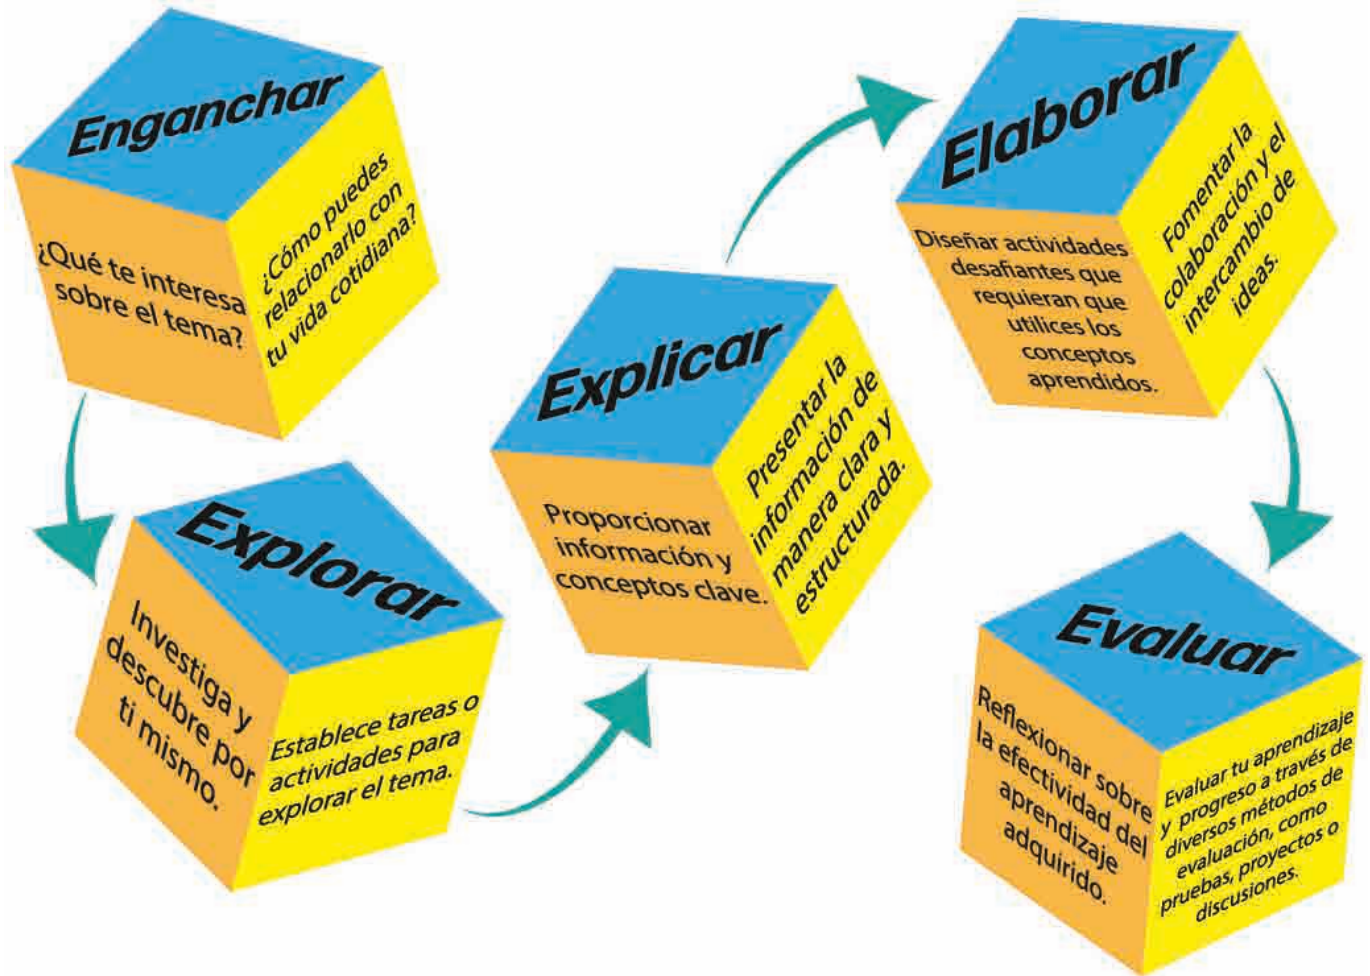 Enganchar
¿Qué te interesa
sobre el tema?
¿Cómo puedes
relacionarlo con
tu vida cotidiana?
Explorar
Investiga y
descubre por
ti mismo.
Establece tareas o
actividades para
explorar el tema.
Explicar
Proporcionar
información y
conceptos clave.
Presentar la
información de
manera clara y
estructurada.
Elaborar
Diseñar actividades
desafiantes que
requieran que
utilices los
conceptos
aprendidos.
Fomentar la
colaboración y el
intercambio de
ideas.
Evaluar
Reflexionar sobre
la efectividad del
aprendizaje
adquirido.
Evaluar tu aprendizaje
y progreso a través de
diversos métodos de
evaluación, como
pruebas, proyectos o
discusiones.